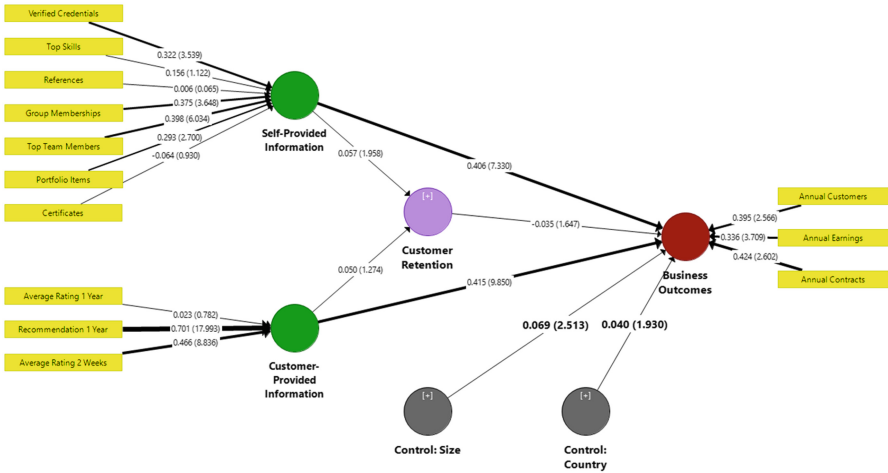 Verified Credentials
0.322 (3.539)
Top Skills
0.156 (1.122)
References
0.006 (0.065)
Group Memberships
0.375 (3.648)
Top Team Members
0.398 (6.034)
Portfolio Items
0.293 (2.700)
Certificates
-0.064 (0.930)
Self-Provided
Information
0.057 (1.958)
0.406 (7.330)
[+]
Customer
Retention
-0.035 (1.647)
0.050 (1.274)
0.415 (9.850)
Average Rating 1 Year
0.023 (0.782)
Recommendation 1 Year
0.701 (17.993)
Average Rating 2 Weeks
0.466 (8.836)
Customer-
Provided
Information
Business
Outcomes
Annual Customers
0.395 (2.566)
Annual Earnings
0.336 (3.709)
Annual Contracts
0.424 (2.602)
0.069 (2.513)
0.040 (1.930)
[+]
Control: Size
[+]
Control:
Country